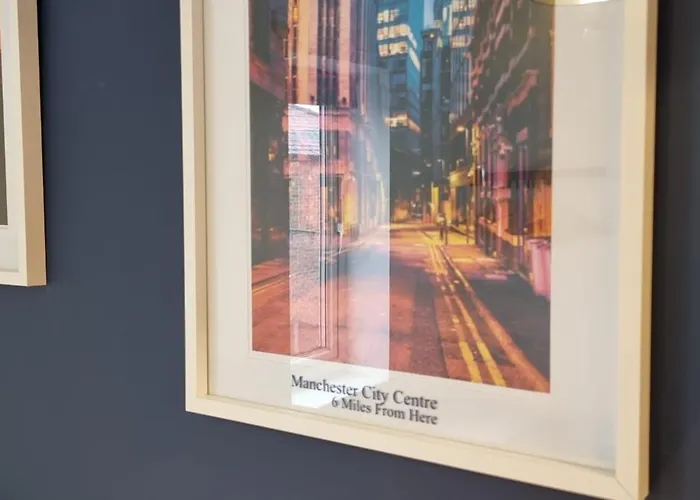 Manchester City Centre
6 Miles From Here